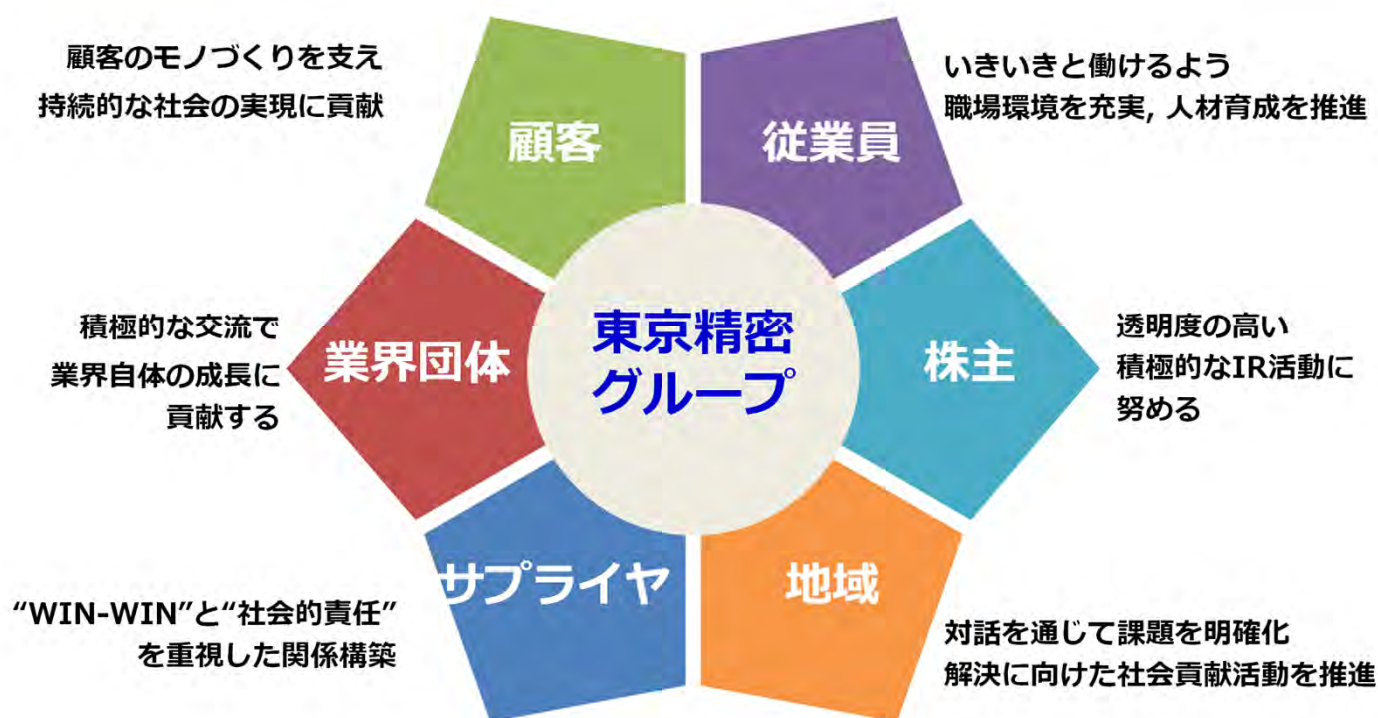 顧客のモノづくりを支え
持続的な社会の実現に貢献
顧客
従業員
いきいきと働けるよう
職場環境を充実, 人材育成を推進
積極的な交流で
業界自体の成長に
貢献する
業界団体
東京精密
グループ
株主
透明度の高い
積極的なIR活動に
努める
“WIN-WIN”と“社会的責任”
を重視した関係構築
サプライヤ
地域
対話を通じて課題を明確化
解決に向けた社会貢献活動を推進